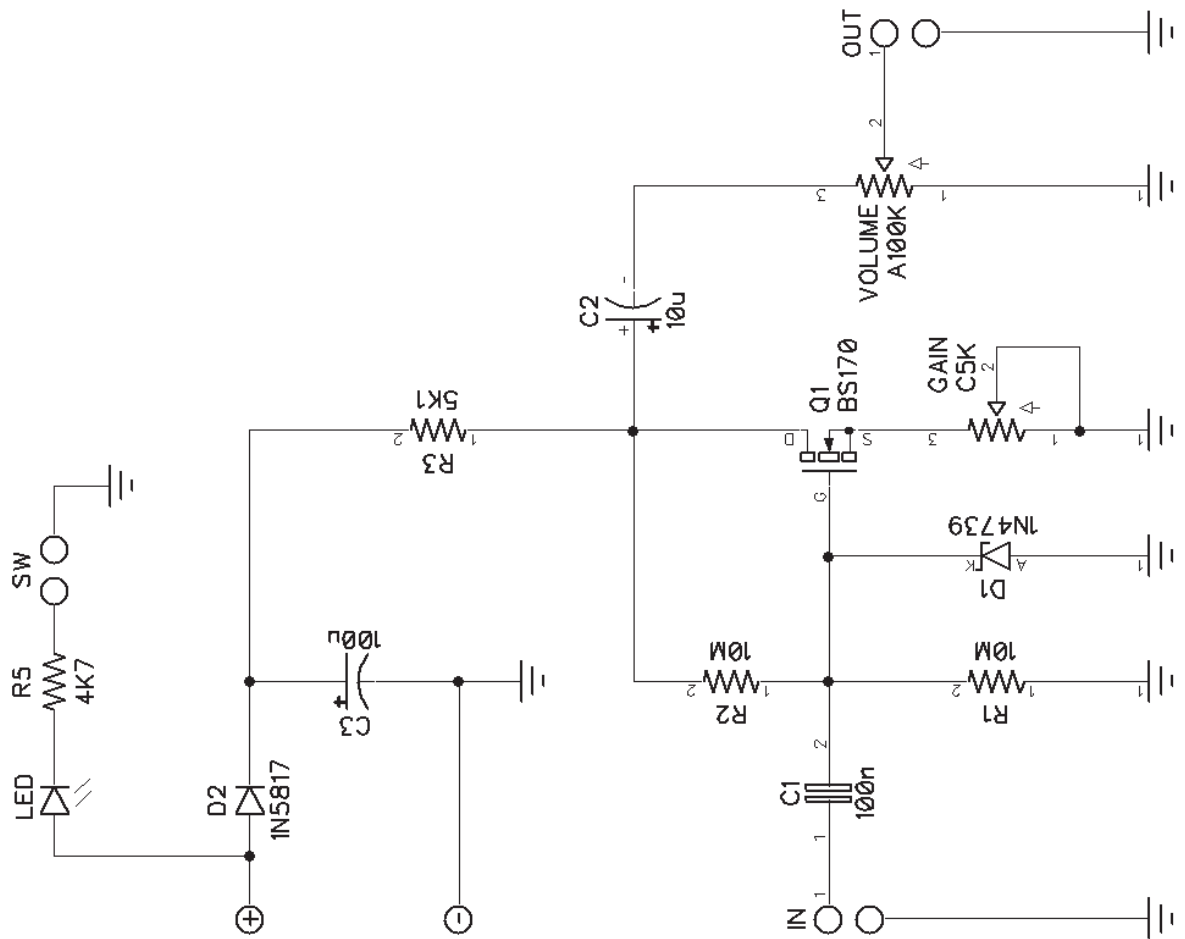 LED
R5
4K7
SW
+
D2
1N5817
-
C3
100u
2
R3
5K1
1
C2
+
-
10u
IN
1
1
C1
100n
2
2
R2
10M
1
2
R1
10M
1
1
K
D1
1N4739
A
1
G
D
S
Q1
BS170
GAIN
C5K
3
2
1
1
VOLUME
A100K
3
2
1
1
OUT
1